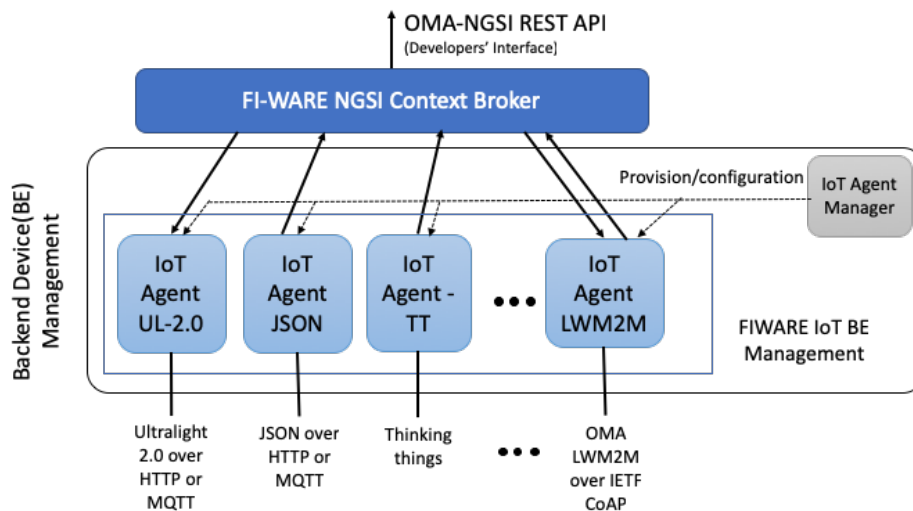 OMA-NGSI REST API
(Developers' Interface)
FI-WARE NGSI Context Broker
Backend Device(BE)
Management
Provision/configuration
IoT Agent
Manager
IoT
Agent
UL-2.0
IoT
Agent
JSON
IoT
Agent -
TT
IoT
Agent
LWM2M
FIWARE IoT BE
Management
Ultralight
2.0 over
HTTP or
MQTT
JSON over
HTTP or
MQTT
Thinking
things
OMA
LWM2M
over IETF
CoAP